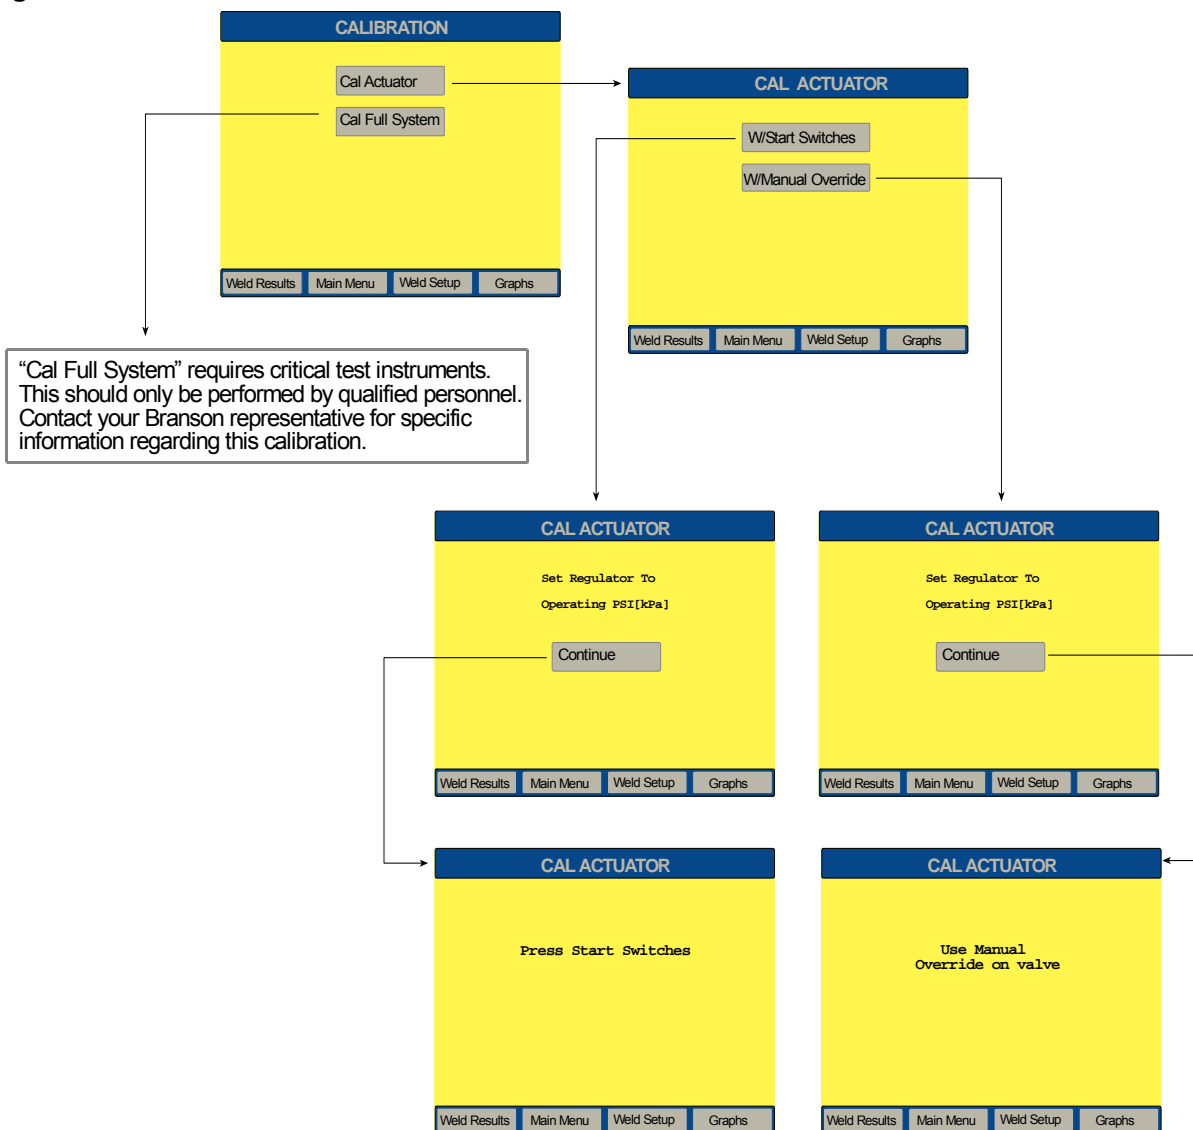 CALIBRATION
Cal Actuator
Cal Full System
Weld Results Main Menu Weld Setup Graphs
CAL ACTUATOR
W/Start Switches
W/Manual Override
Weld Results Main Menu Weld Setup Graphs
“Cal Full System” requires critical test instruments.
This should only be performed by qualified personnel.
Contact your Branson representative for specific
information regarding this calibration.
CAL ACTUATOR
Set Regulator To
Operating PSI[kPa]
Continue
Weld Results Main Menu Weld Setup Graphs
CAL ACTUATOR
Set Regulator To
Operating PSI[kPa]
Continue
Weld Results Main Menu Weld Setup Graphs
CAL ACTUATOR
Press Start Switches
Weld Results Main Menu Weld Setup Graphs
CAL ACTUATOR
Use Manual
Override on valve
Weld Results Main Menu Weld Setup Graphs